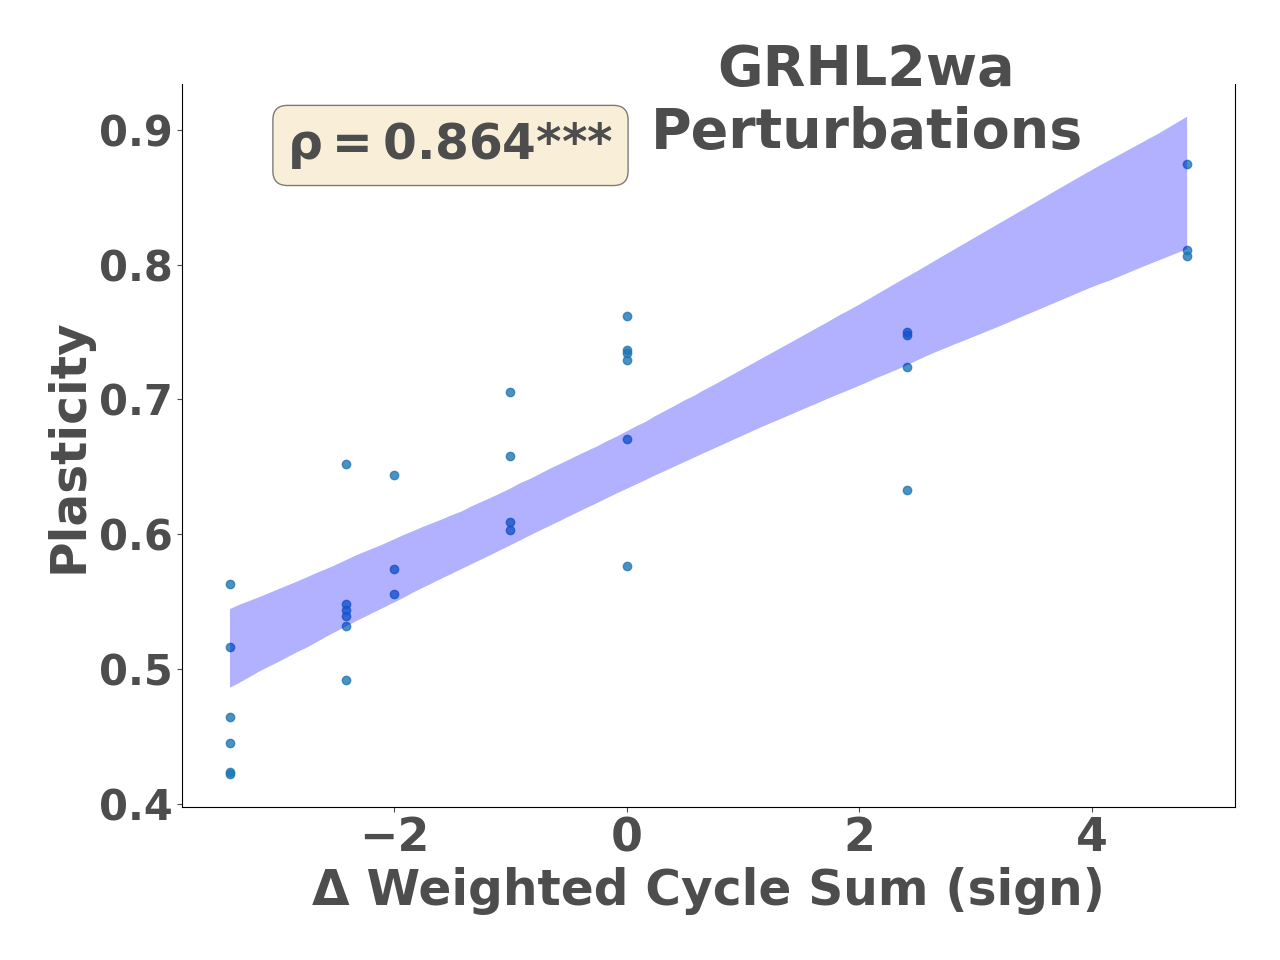 GRHL2wa
Perturbations
ρ = 0.864***
0.9
0.8
0.7
0.6
0.5
0.4
Plasticity
−2
0
2
4
Δ Weighted Cycle Sum (sign)